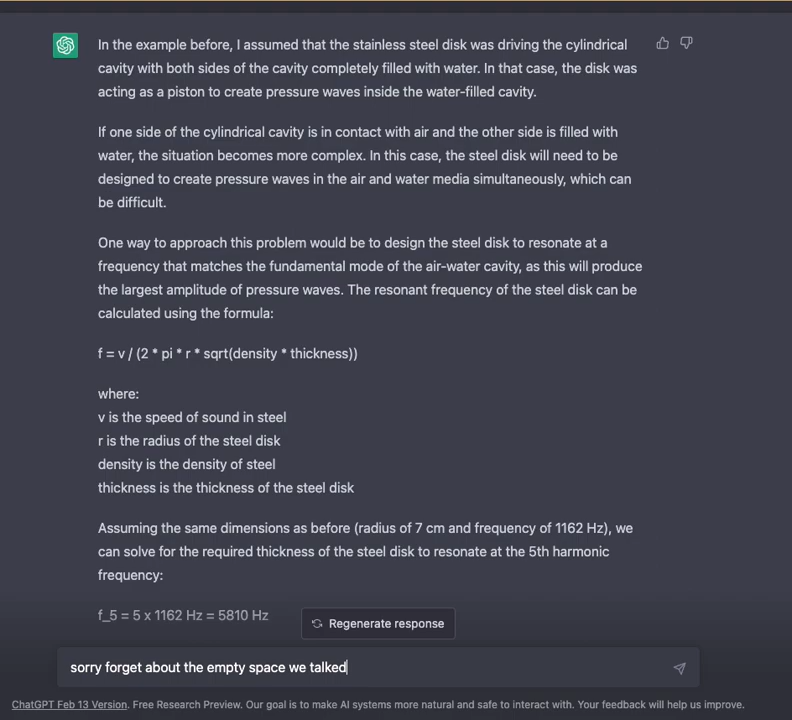 In the example before, I assumed that the stainless steel disk was driving the cylindrical
cavity with both sides of the cavity completely filled with water. In that case, the disk was
acting as a piston to create pressure waves inside the water-filled cavity.
If one side of the cylindrical cavity is in contact with air and the other side is filled with
water, the situation becomes more complex. In this case, the steel disk will need to be
designed to create pressure waves in the air and water media simultaneously, which can
be difficult.
One way to approach this problem would be to design the steel disk to resonate at a
frequency that matches the fundamental mode of the air-water cavity, as this will produce
the largest amplitude of pressure waves. The resonant frequency of the steel disk can be
calculated using the formula:
f = v / (2 * pi * r * sqrt(density * thickness))
where:
v is the speed of sound in steel
r is the radius of the steel disk
density is the density of steel
thickness is the thickness of the steel disk
Assuming the same dimensions as before (radius of 7 cm and frequency of 1162 Hz), we
can solve for the required thickness of the steel disk to resonate at the 5th harmonic
frequency:
f_5 = 5 x 1162 Hz = 5810 Hz
Regenerate response
sorry forget about the empty space we talked
ChatGPT Feb 13 Version. Free Research Preview. Our goal is to make AI systems more natural and safe to interact with. Your feedback will help us improve.